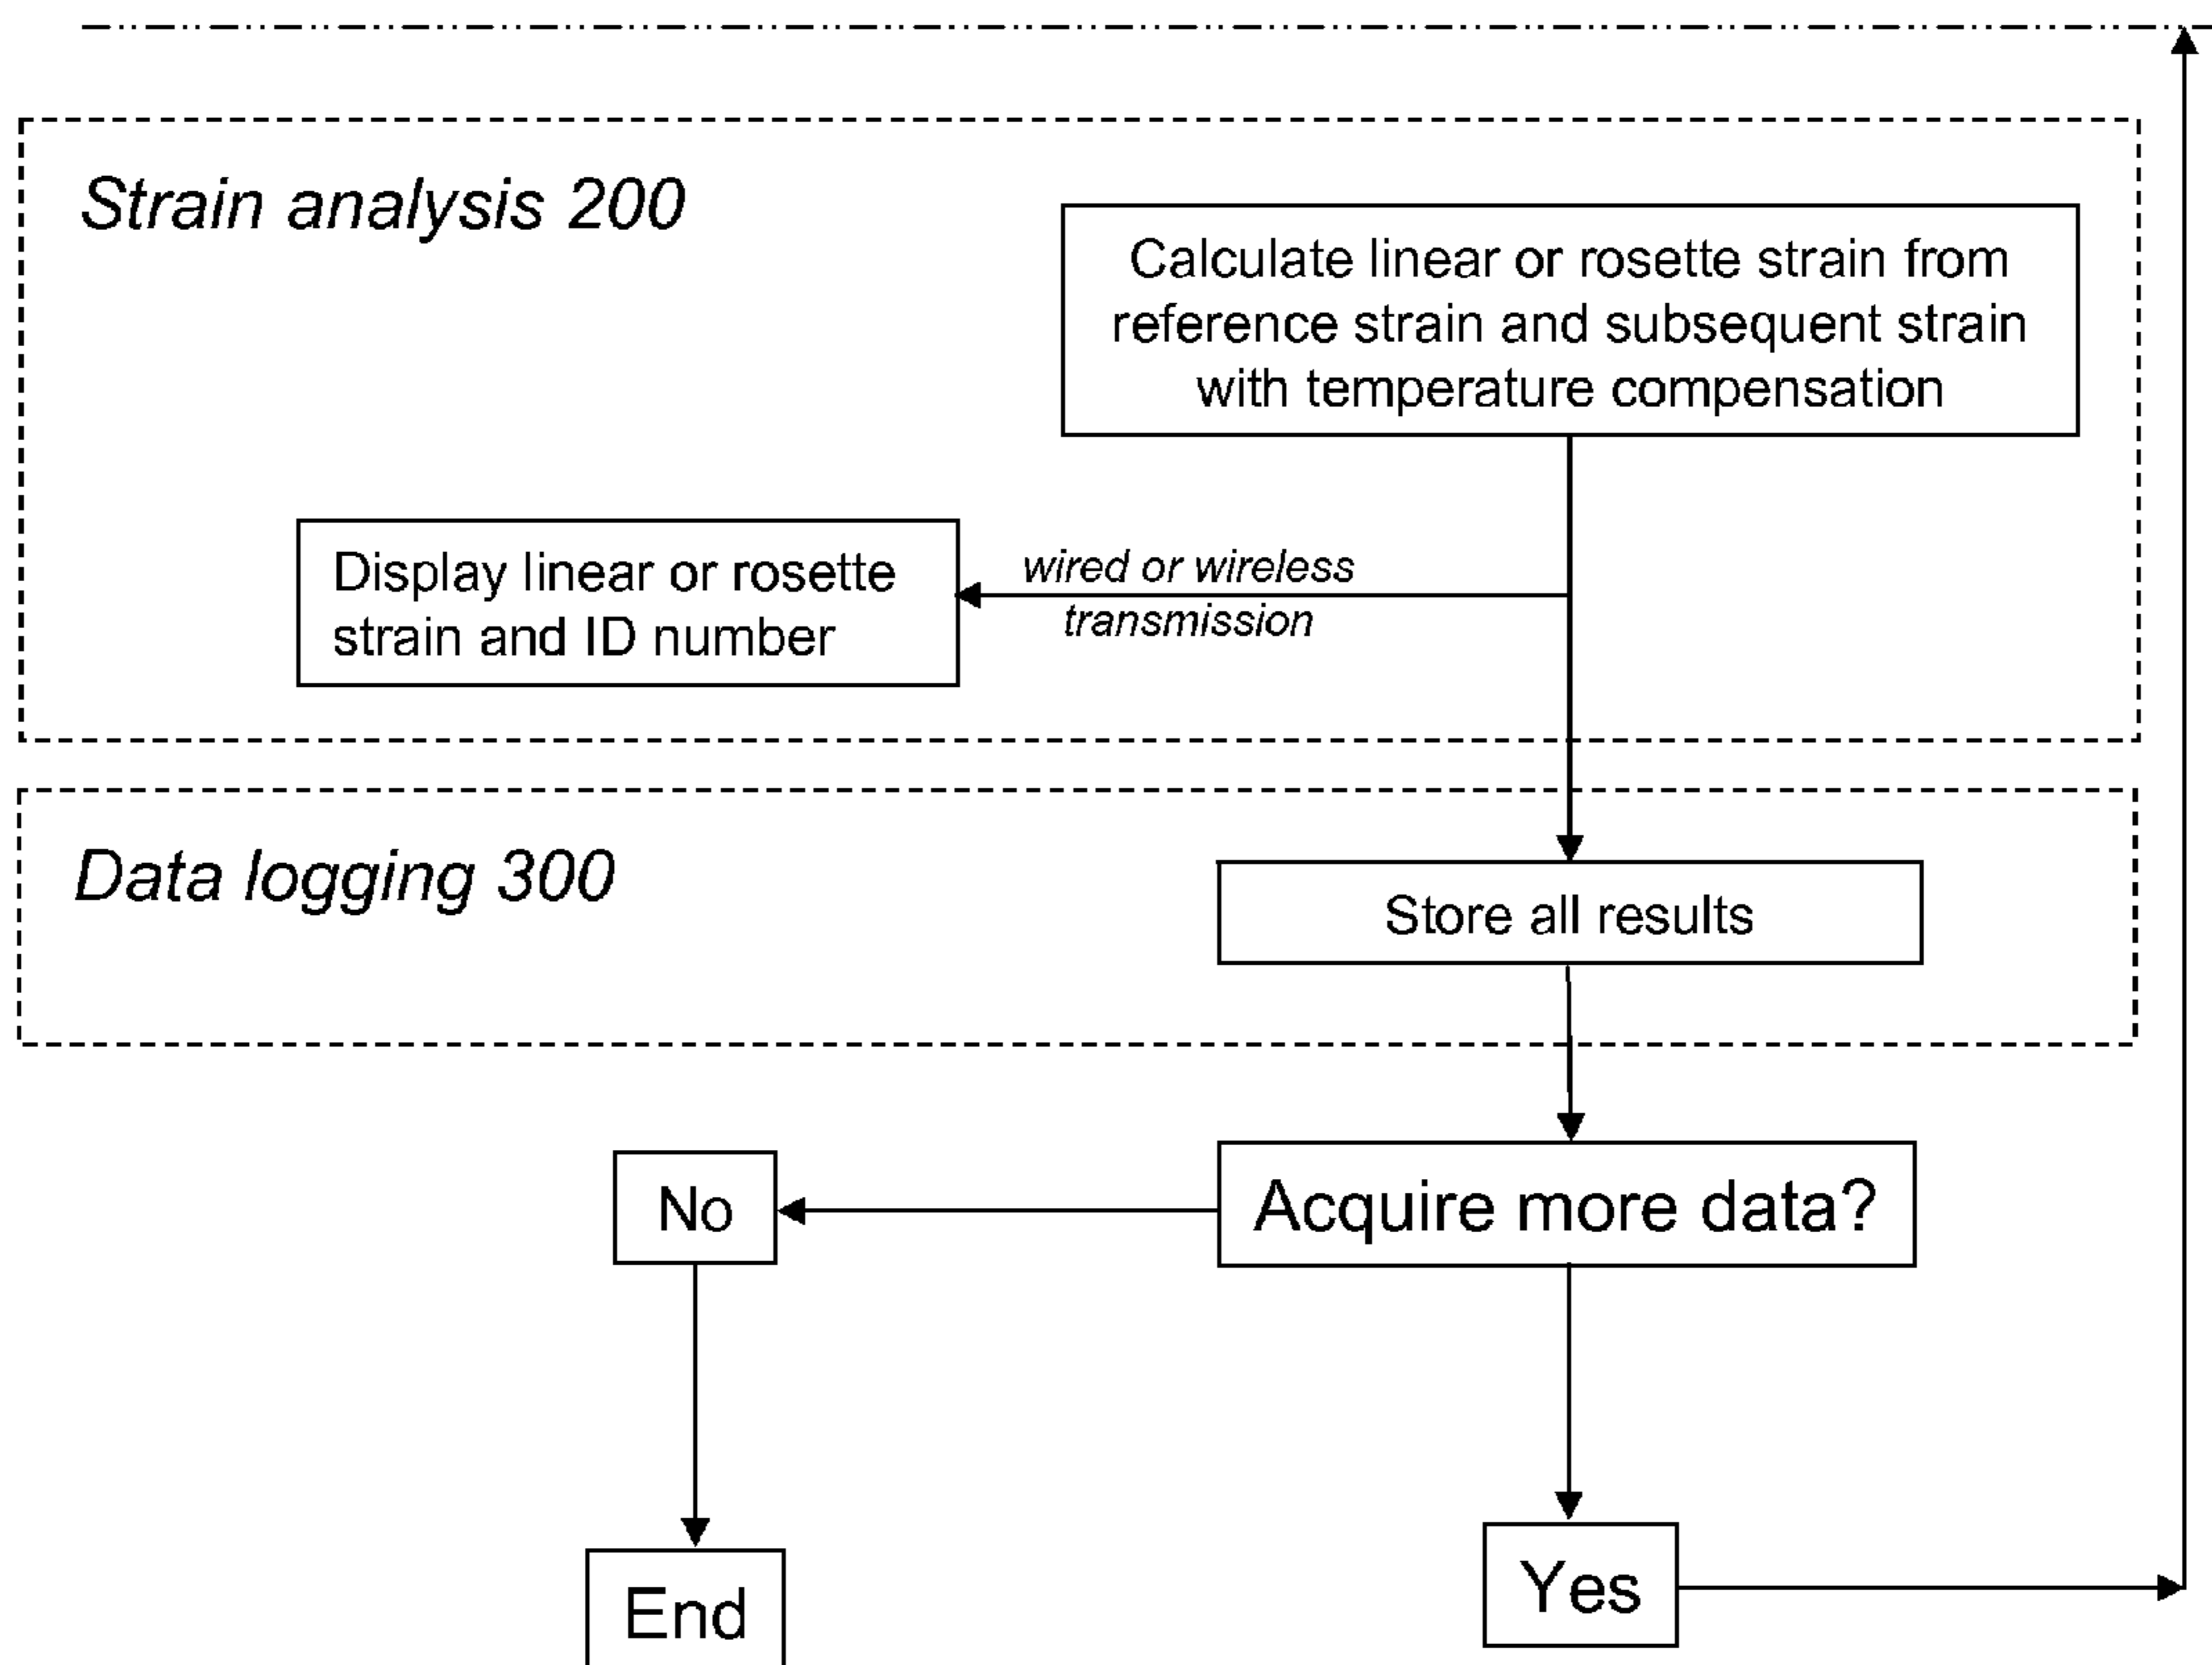 Strain analysis 200
Calculate linear or rosette strain from
reference strain and subsequent strain
with temperature compensation
Display linear or rosette
strain and ID number
wired or wireless
transmission
Data logging 300
Store all results
No
Acquire more data?
End
Yes